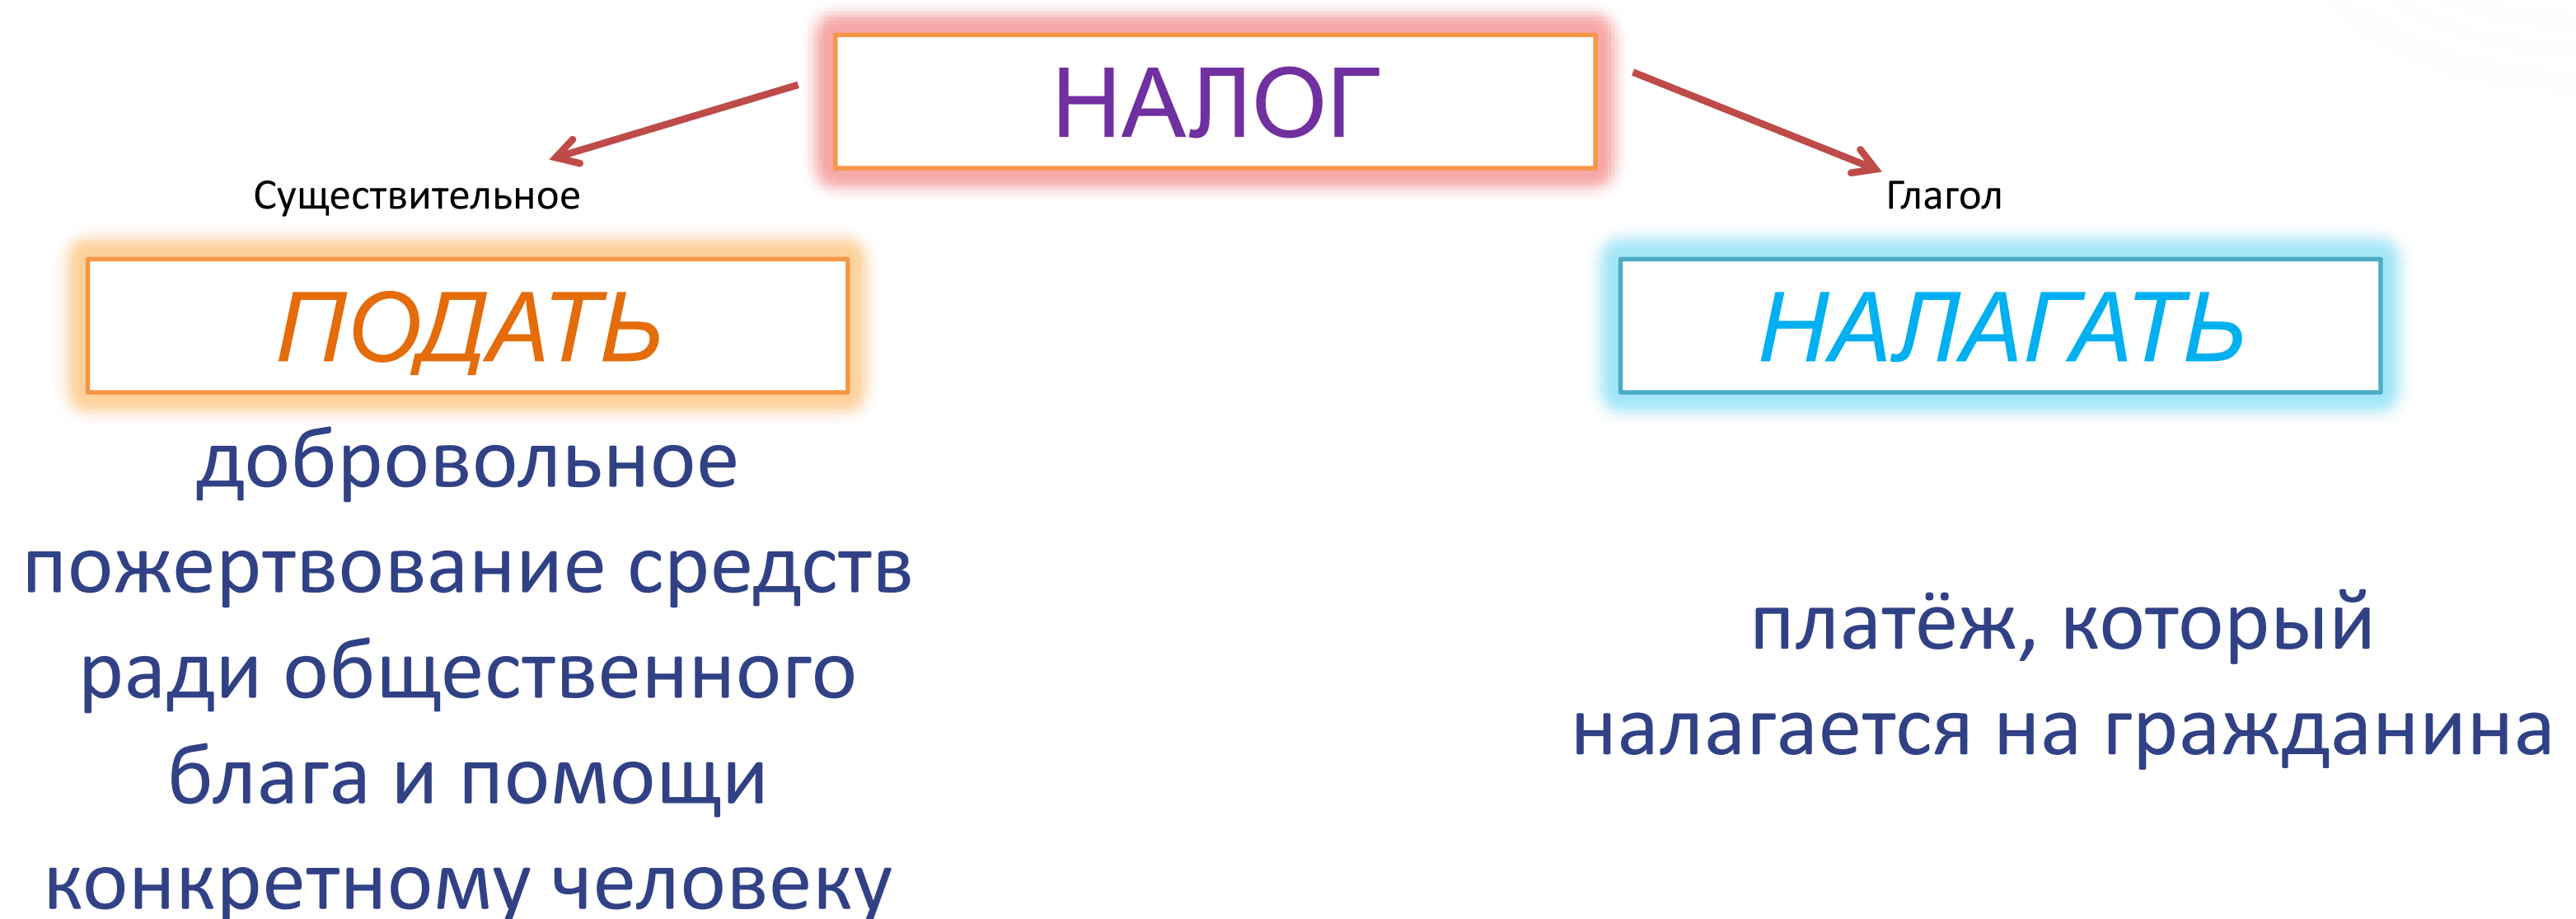 НАЛОГ
Существительное
Глагол
ПОДАТЬ
НАЛАГАТЬ
добровольное
пожертвование средств
ради общественного
блага и помощи
конкретному человеку
платёж, который
налагается на гражданина